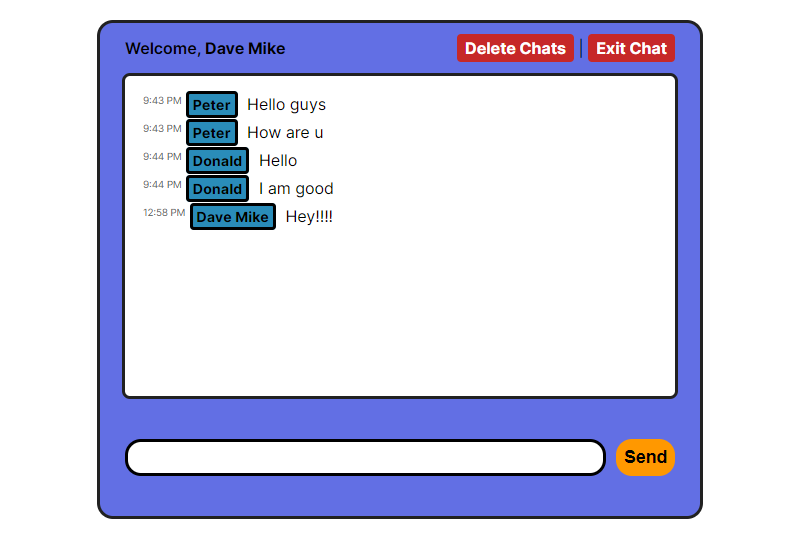 Welcome, Dave Mike Delete Chats | Exit Chat
9:43 PM Peter Hello guys
9:43 PM Peter How are u
9:44 PM Donald Hello
9:44 PM Donald I am good
12:58 PM Dave Mike Hey!!!!
Send